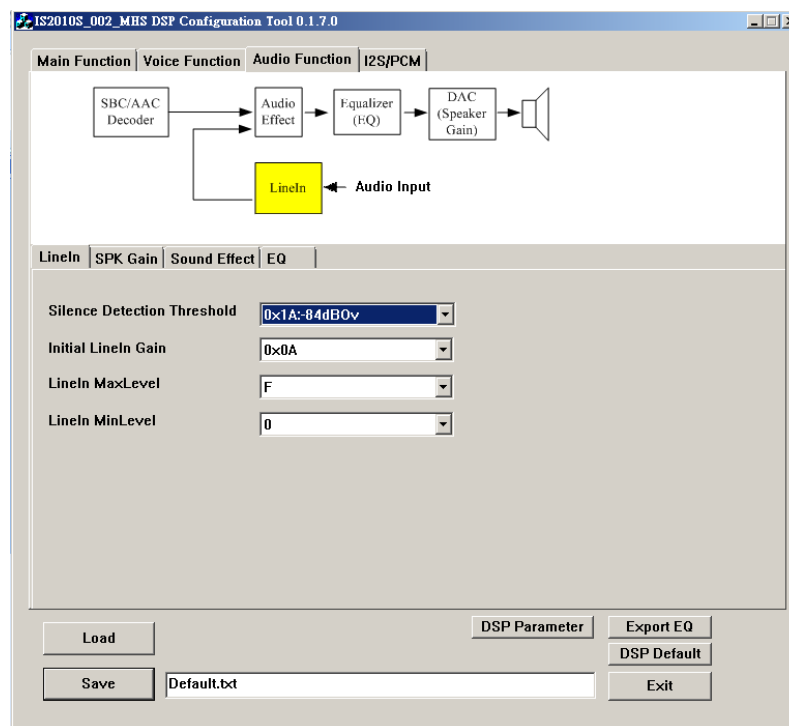 IS2010S_002_MHS DSP Configuration Tool 0.1.7.0
Main Function Voice Function Audio Function I2S/PCM
SBC/AAC
Decoder
Audio
Effect
Equalizer
(EQ)
DAC
(Speaker
Gain)
LineIn
Audio Input
LineIn SPK Gain Sound Effect EQ
Silence Detection Threshold 0x1A:-84dBOv
Initial LineIn Gain 0x0A
LineIn MaxLevel F
LineIn MinLevel 0
Load DSP Parameter Export EQ
DSP Default
Save Default.txt Exit